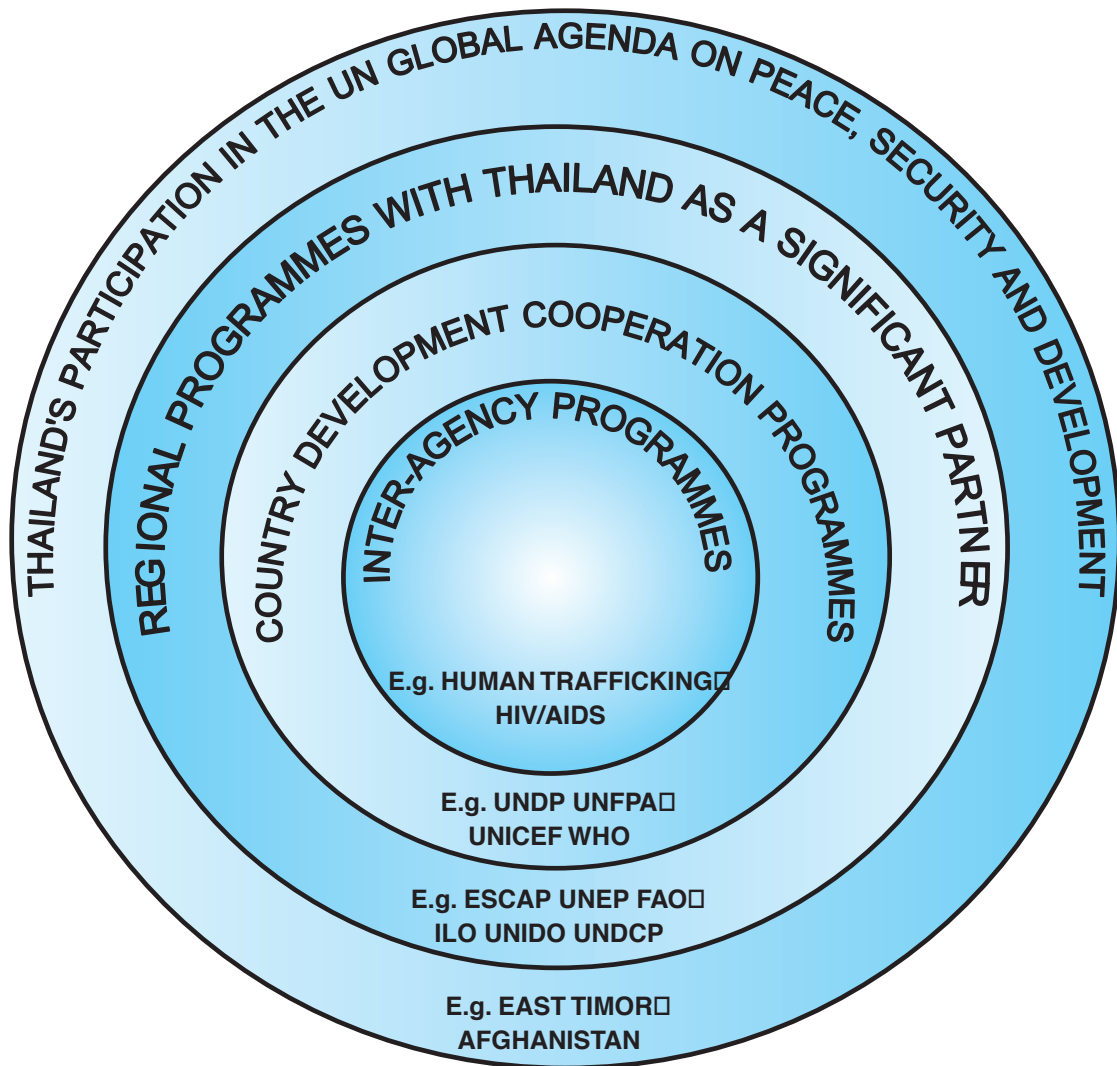 THAILAND'S PARTICIPATION IN THE UN GLOBAL AGENDA ON PEACE, SECURITY AND DEVELOPMENT
REGIONAL PROGRAMMES WITH THAILAND AS A SIGNIFICANT PARTNER
COUNTRY DEVELOPMENT COOPERATION PROGRAMMES
INTER-AGENCY PROGRAMMES
E.g. HUMAN TRAFFICKING□
HIV/AIDS
E.g. UNDP UNFPA□
UNICEF WHO
E.g. ESCAP UNEP FAO□
ILO UNIDO UNDCP
E.g. EAST TIMOR□
AFGHANISTAN